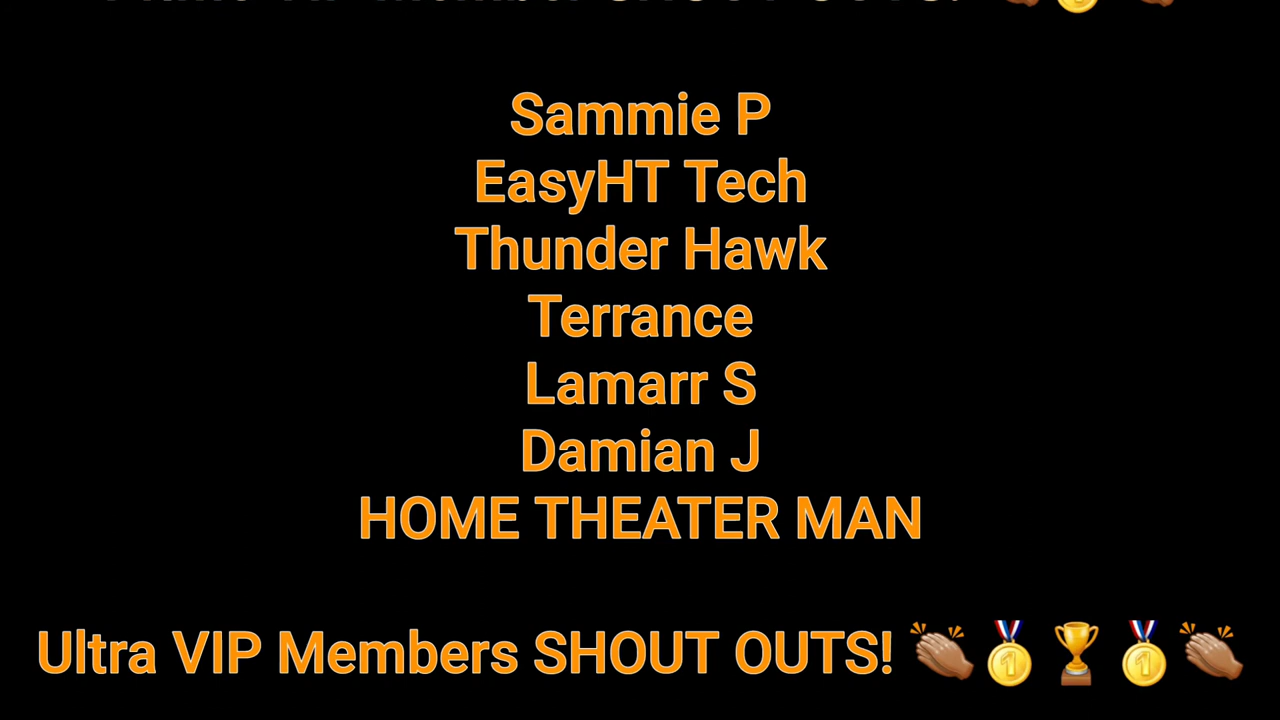 Sammie P
EasyHT Tech
Thunder Hawk
Terrance
Lamarr S
Damian J
HOME THEATER MAN
Ultra VIP Members SHOUT OUTS! 👏🏽🥇🏆🥇👏🏽